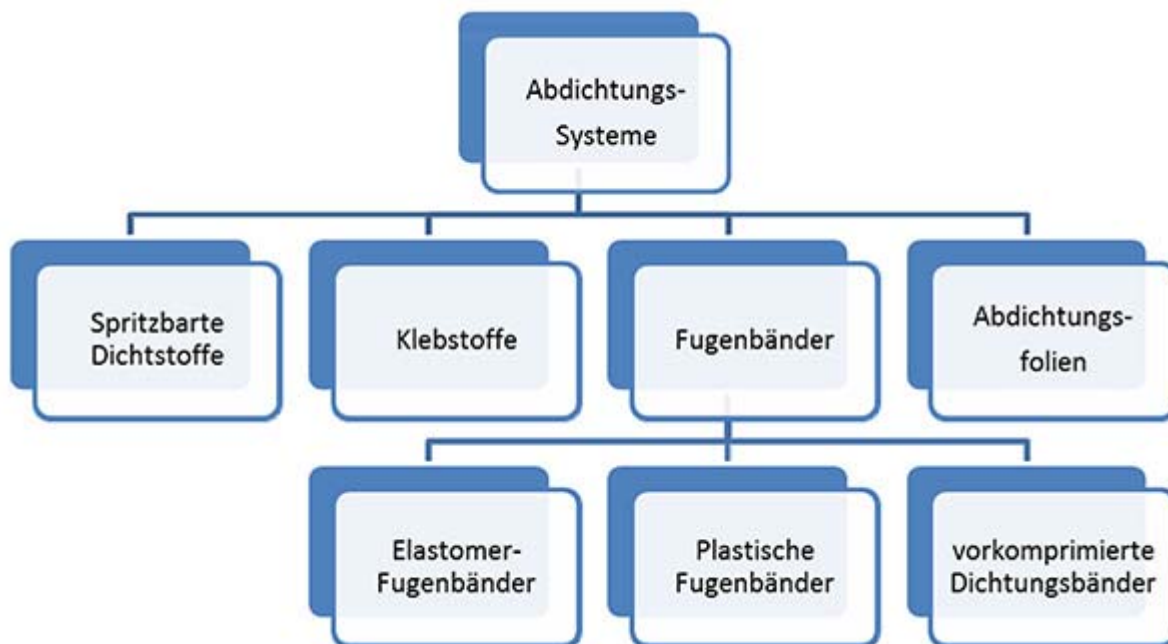 Abdichtungs-
Systeme
Spritzbarte
Dichtstoffe
Klebstoffe
Fugenbänder
Abdichtungs-
folien
Elastomer-
Fugenbänder
Plastische
Fugenbänder
vorkomprimierte
Dichtungsbänder